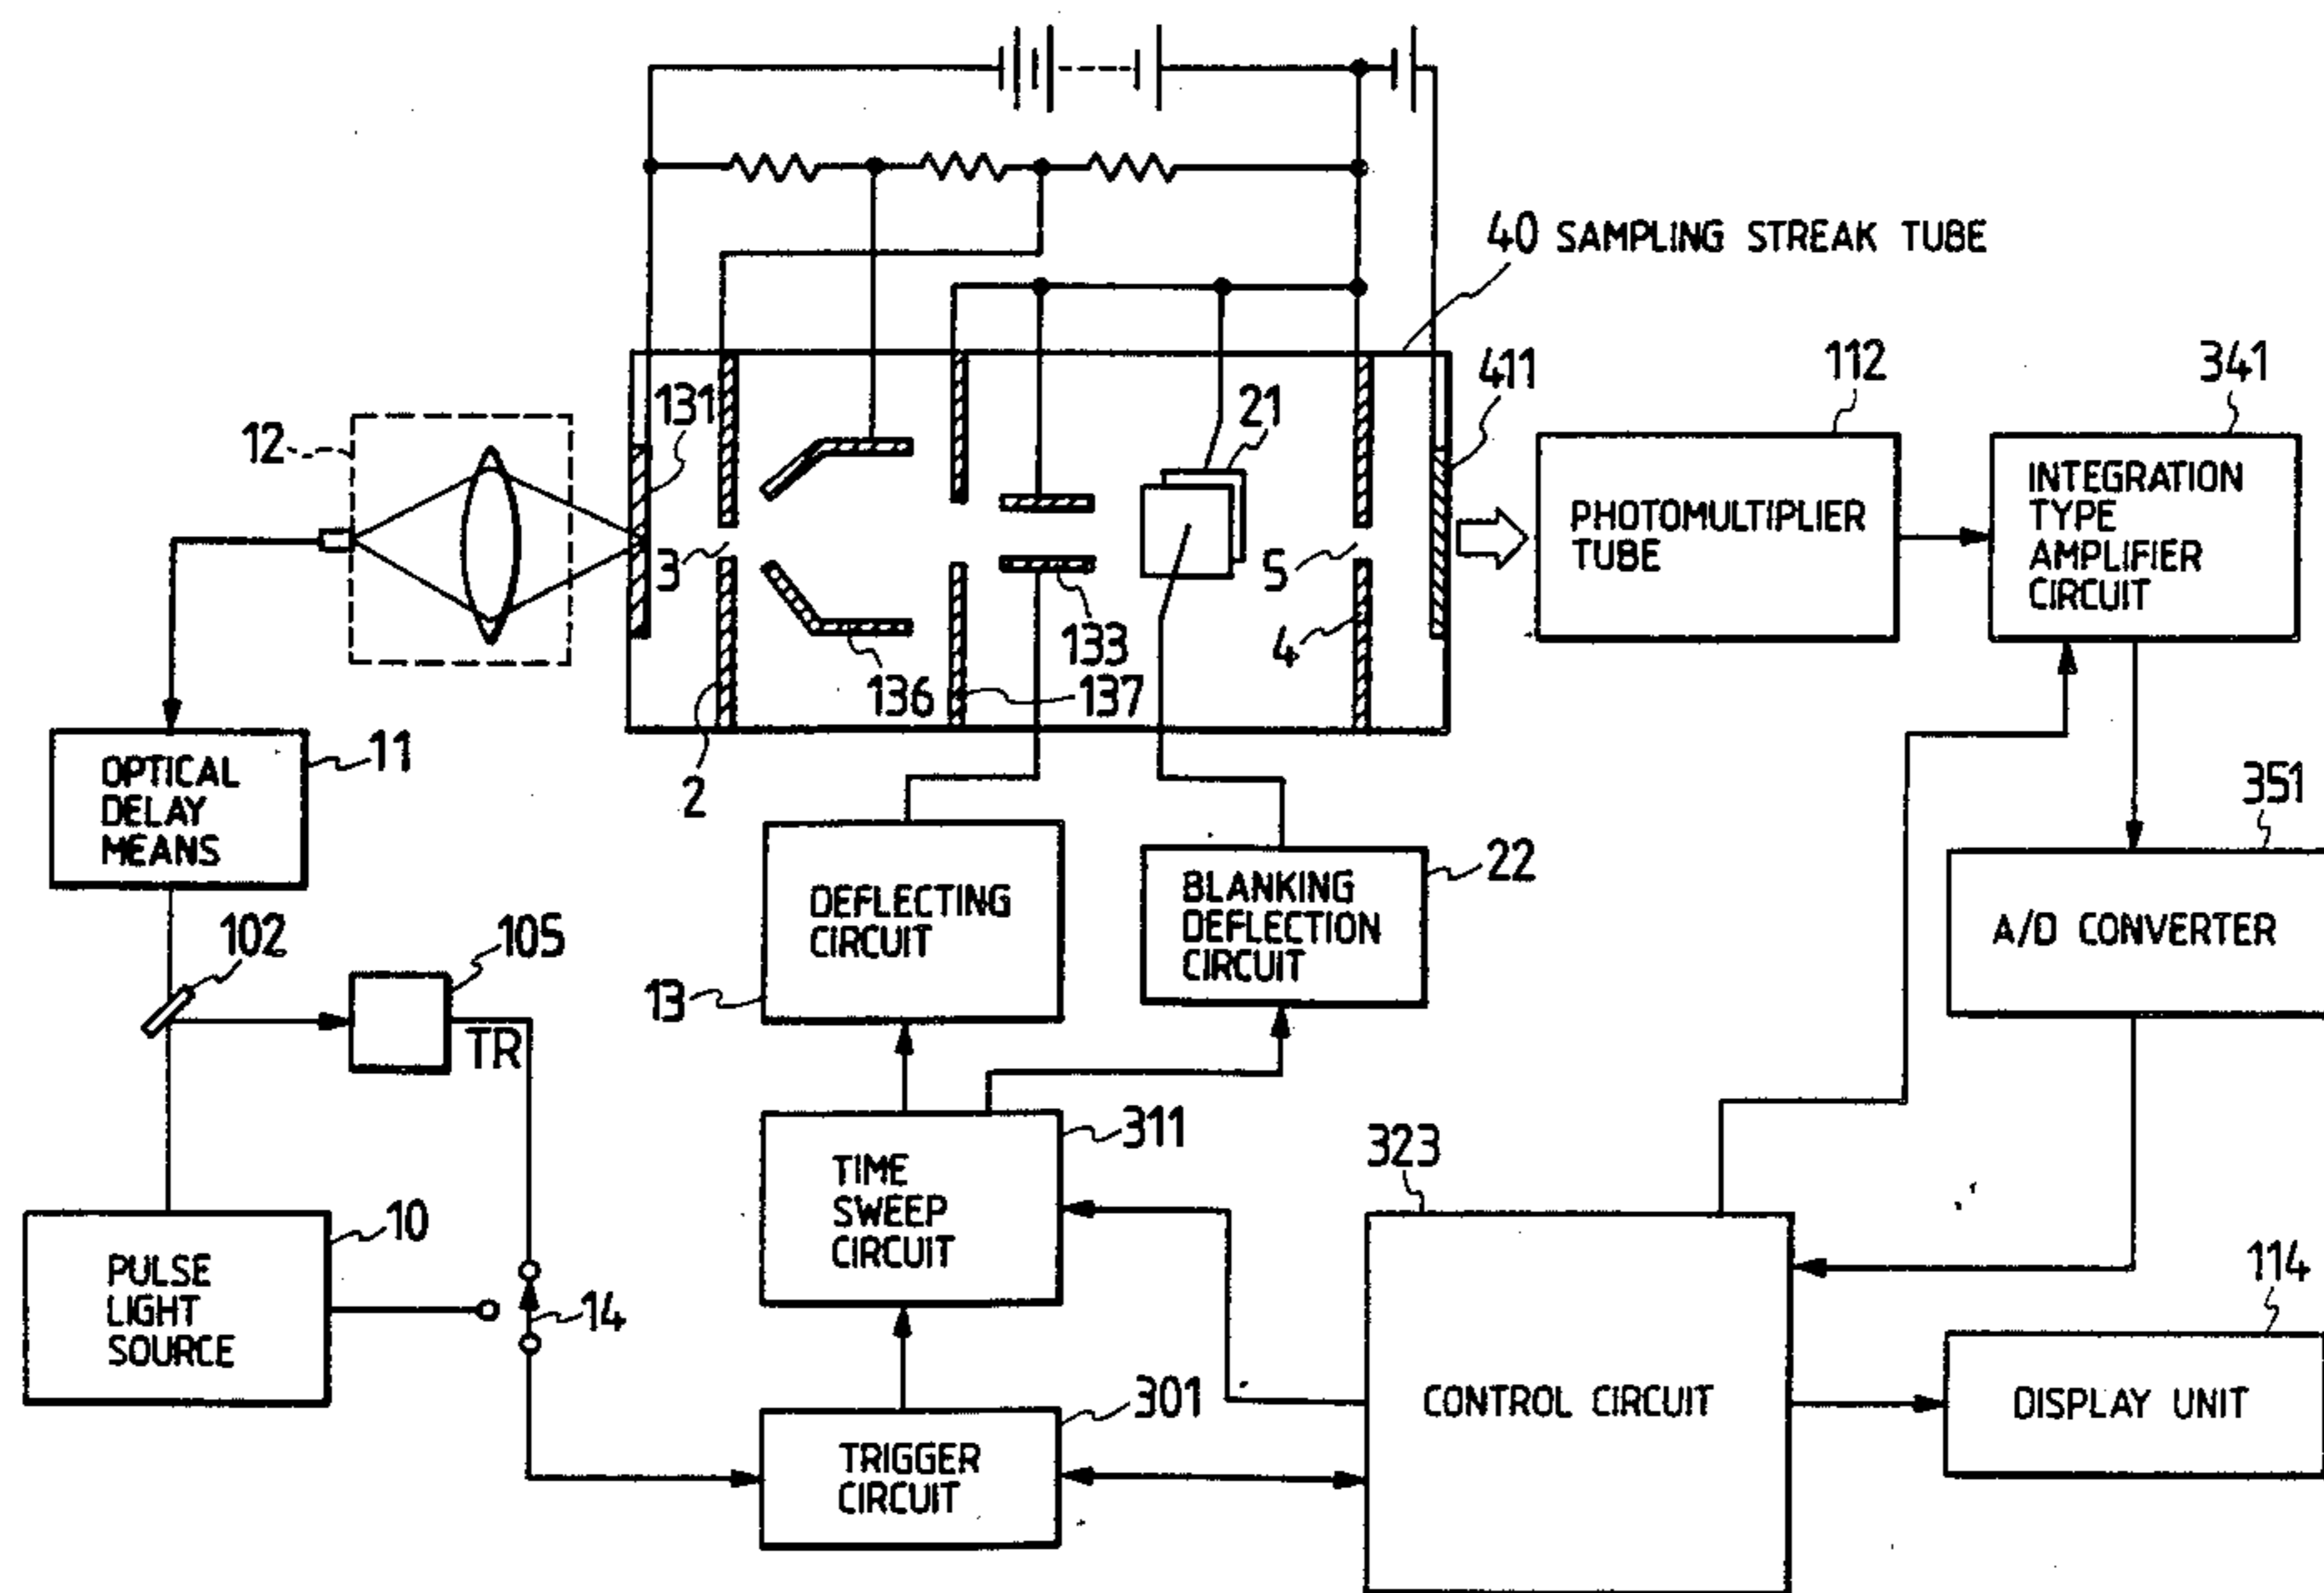 40 SAMPLING STREAK TUBE
131
12
3
21
5
411
112
341
PHOTOMULTIPLIER
TUBE
INTEGRATION
TYPE
AMPLIFIER
CIRCUIT
133
4
136
137
2
11
OPTICAL
DELAY
MEANS
102
105
TR
13
DEFLECTING
CIRCUIT
22
BLANKING
DEFLECTION
CIRCUIT
351
A/D CONVERTER
311
TIME
SWEEP
CIRCUIT
323
10
PULSE
LIGHT
SOURCE
14
114
301
TRIGGER
CIRCUIT
CONTROL CIRCUIT
DISPLAY UNIT